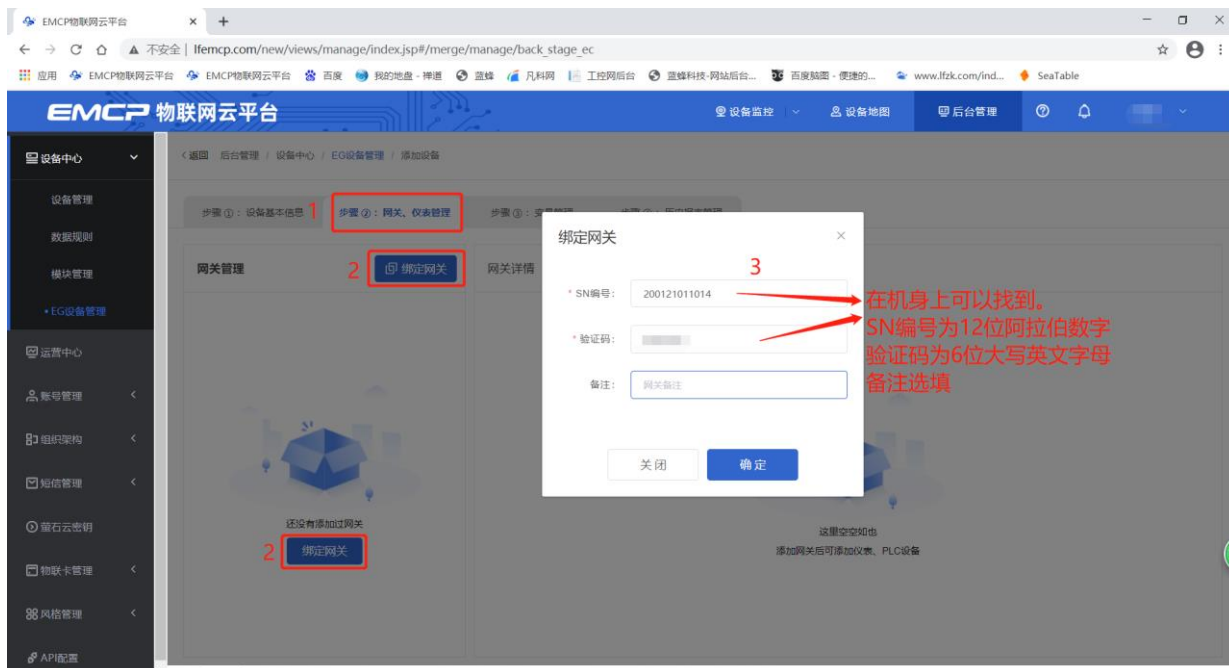 EMCP物联网云平台
不安全 | lfemcp.com/new/views/manage/index.jsp#/merge/manage/back_stage_ec
应用 EMCP物联网云平台 EMCP物联网云平台 百度 我的地盘 - 禅道 蓝蜂 凡科网 工控网后台 蓝蜂科技-网站后台... 百度脑图 - 便捷的... www.lfzk.com/ind... SeaTable
EMCP 物联网云平台
设备监控 设备地图 后台管理
设备中心
设备管理
数据规则
模块管理
•EG设备管理
运营中心
账号管理
组织架构
短信管理
萤石云密钥
物联卡管理
风格管理
API配置
<返回 后台管理 / 设备中心 / EG设备管理 / 添加设备
步骤①：设备基本信息 1 步骤②：网关、仪表管理 步骤③：
网关管理 2 绑定网关 网关详情
还没有添加过网关
2 绑定网关
绑定网关 ×
3
* SN编号： 200121011014
* 验证码：
备注： 网关备注
关闭 确定
在机身上可以找到。
SN编号为12位阿拉伯数字
验证码为6位大写英文字母
备注选填
这里空空如也
添加网关后可添加仪表、PLC设备